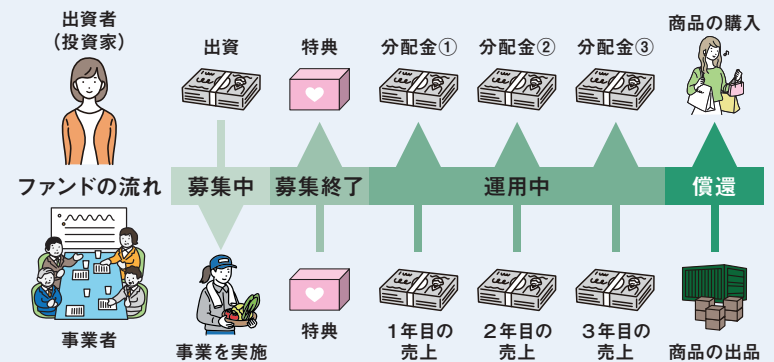 出資者
（投資家）
出資
特典
分配金①
分配金②
分配金③
商品の購入
ファンドの流れ
募集中
募集終了
運用中
償還
事業者
事業を実施
特典
1年目の
売上
2年目の
売上
3年目の
売上
商品の出品